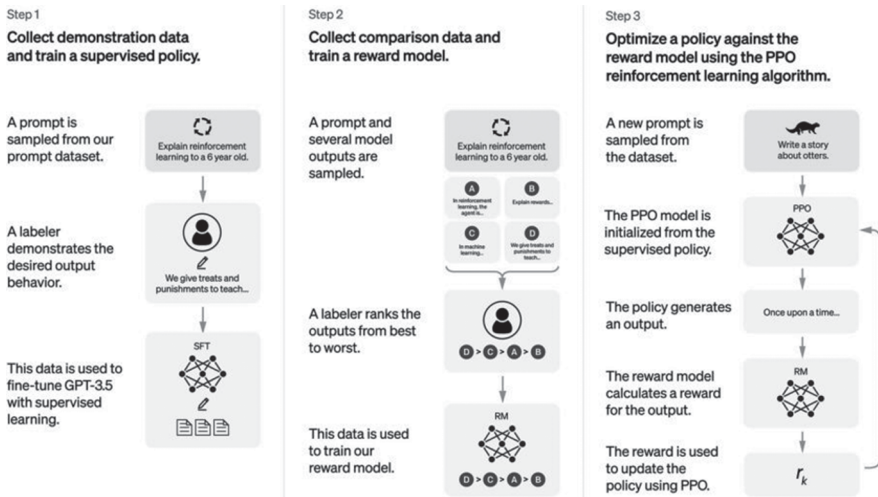 Step 1
Collect demonstration data
and train a supervised policy.
A prompt is
sampled from our
prompt dataset.
Explain reinforcement
learning to a 6 year old.
A labeler
demonstrates the
desired output
behavior.
We give treats and
punishments to teach...
This data is used to
fine-tune GPT-3.5
with supervised
learning.
SFT
Step 2
Collect comparison data and
train a reward model.
A prompt and
several model
outputs are
sampled.
Explain reinforcement
learning to a 6 year old.
A
In reinforcement
learning, the
agent is...
B
Explain rewards...
C
In machine
learning...
D
We give treats and
punishments to
teach...
A labeler ranks the
outputs from best
to worst.
D > C > A > B
This data is used
to train our
reward model.
RM
D > C > A > B
Step 3
Optimize a policy against the
reward model using the PPO
reinforcement learning algorithm.
A new prompt is
sampled from
the dataset.
Write a story
about otters.
The PPO model is
initialized from the
supervised policy.
PPO
The policy generates
an output.
Once upon a time...
The reward model
calculates a reward
for the output.
RM
The reward is used
to update the
policy using PPO.
rk